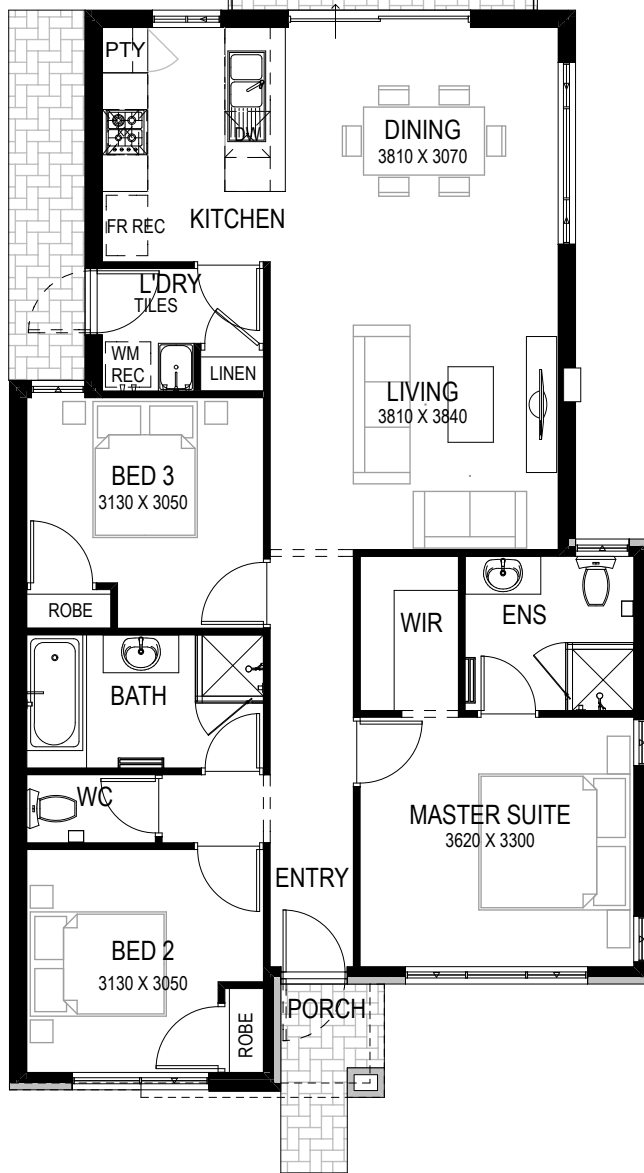 PTY
DINING
3810 X 3070
D/W
KITCHEN
FR REC
L'DRY
TILES
WM
REC
LINEN
LIVING
3810 X 3840
BED 3
3130 X 3050
ROBE
WIR
ENS
BATH
WC
MASTER SUITE
3620 X 3300
ENTRY
BED 2
3130 X 3050
ROBE
PORCH